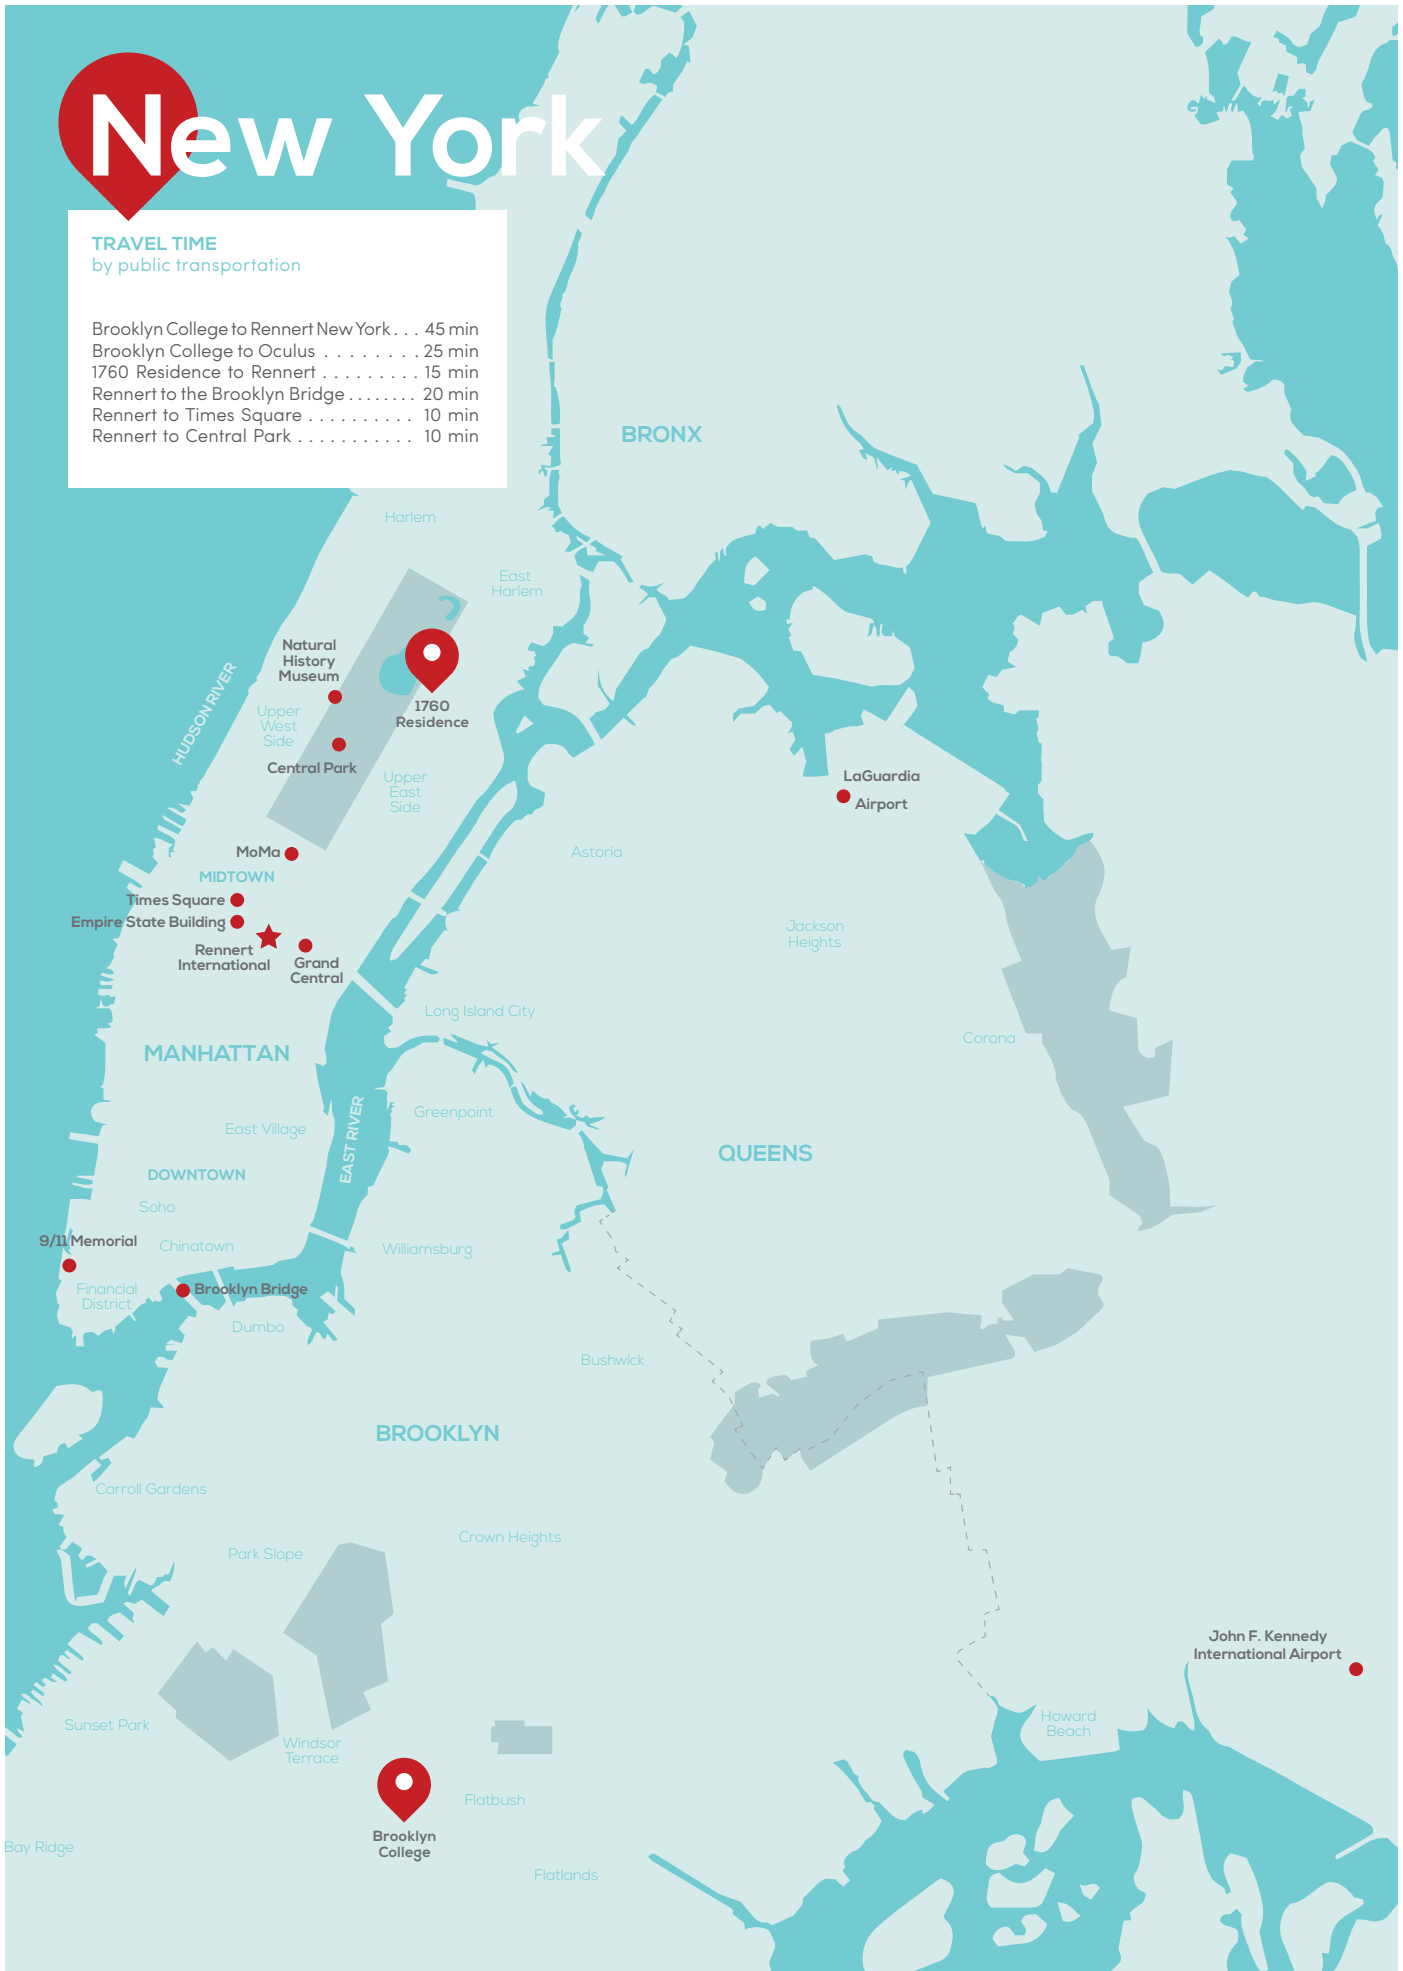 New York
TRAVEL TIME
by public transportation
Brooklyn College to Rennert New York . . . 45 min
Brooklyn College to Oculus . . . . . . . . 25 min
1760 Residence to Rennert . . . . . . . . . 15 min
Rennert to the Brooklyn Bridge . . . . . . . . 20 min
Rennert to Times Square . . . . . . . . . . 10 min
Rennert to Central Park . . . . . . . . . . . 10 min
BRONX
Harlem
East
Harlem
Natural
History
Museum
HUDSON RIVER
1760
Residence
Upper
West
Side
Central Park
Upper
East
Side
LaGuardia
Airport
MoMa
Astoria
MIDTOWN
Times Square
Empire State Building
Rennert
International
Grand
Central
Jackson
Heights
Long Island City
Corona
MANHATTAN
Greenpoint
East Village
EAST RIVER
QUEENS
DOWNTOWN
Soho
9/11 Memorial
Chinatown
Williamsburg
Financial
District
Brooklyn Bridge
Dumbo
Bushwick
BROOKLYN
Carroll Gardens
Crown Heights
Park Slope
John F. Kennedy
International Airport
Howard
Beach
Sunset Park
Windsor
Terrace
Flatbush
Brooklyn
College
Bay Ridge
Flatlands